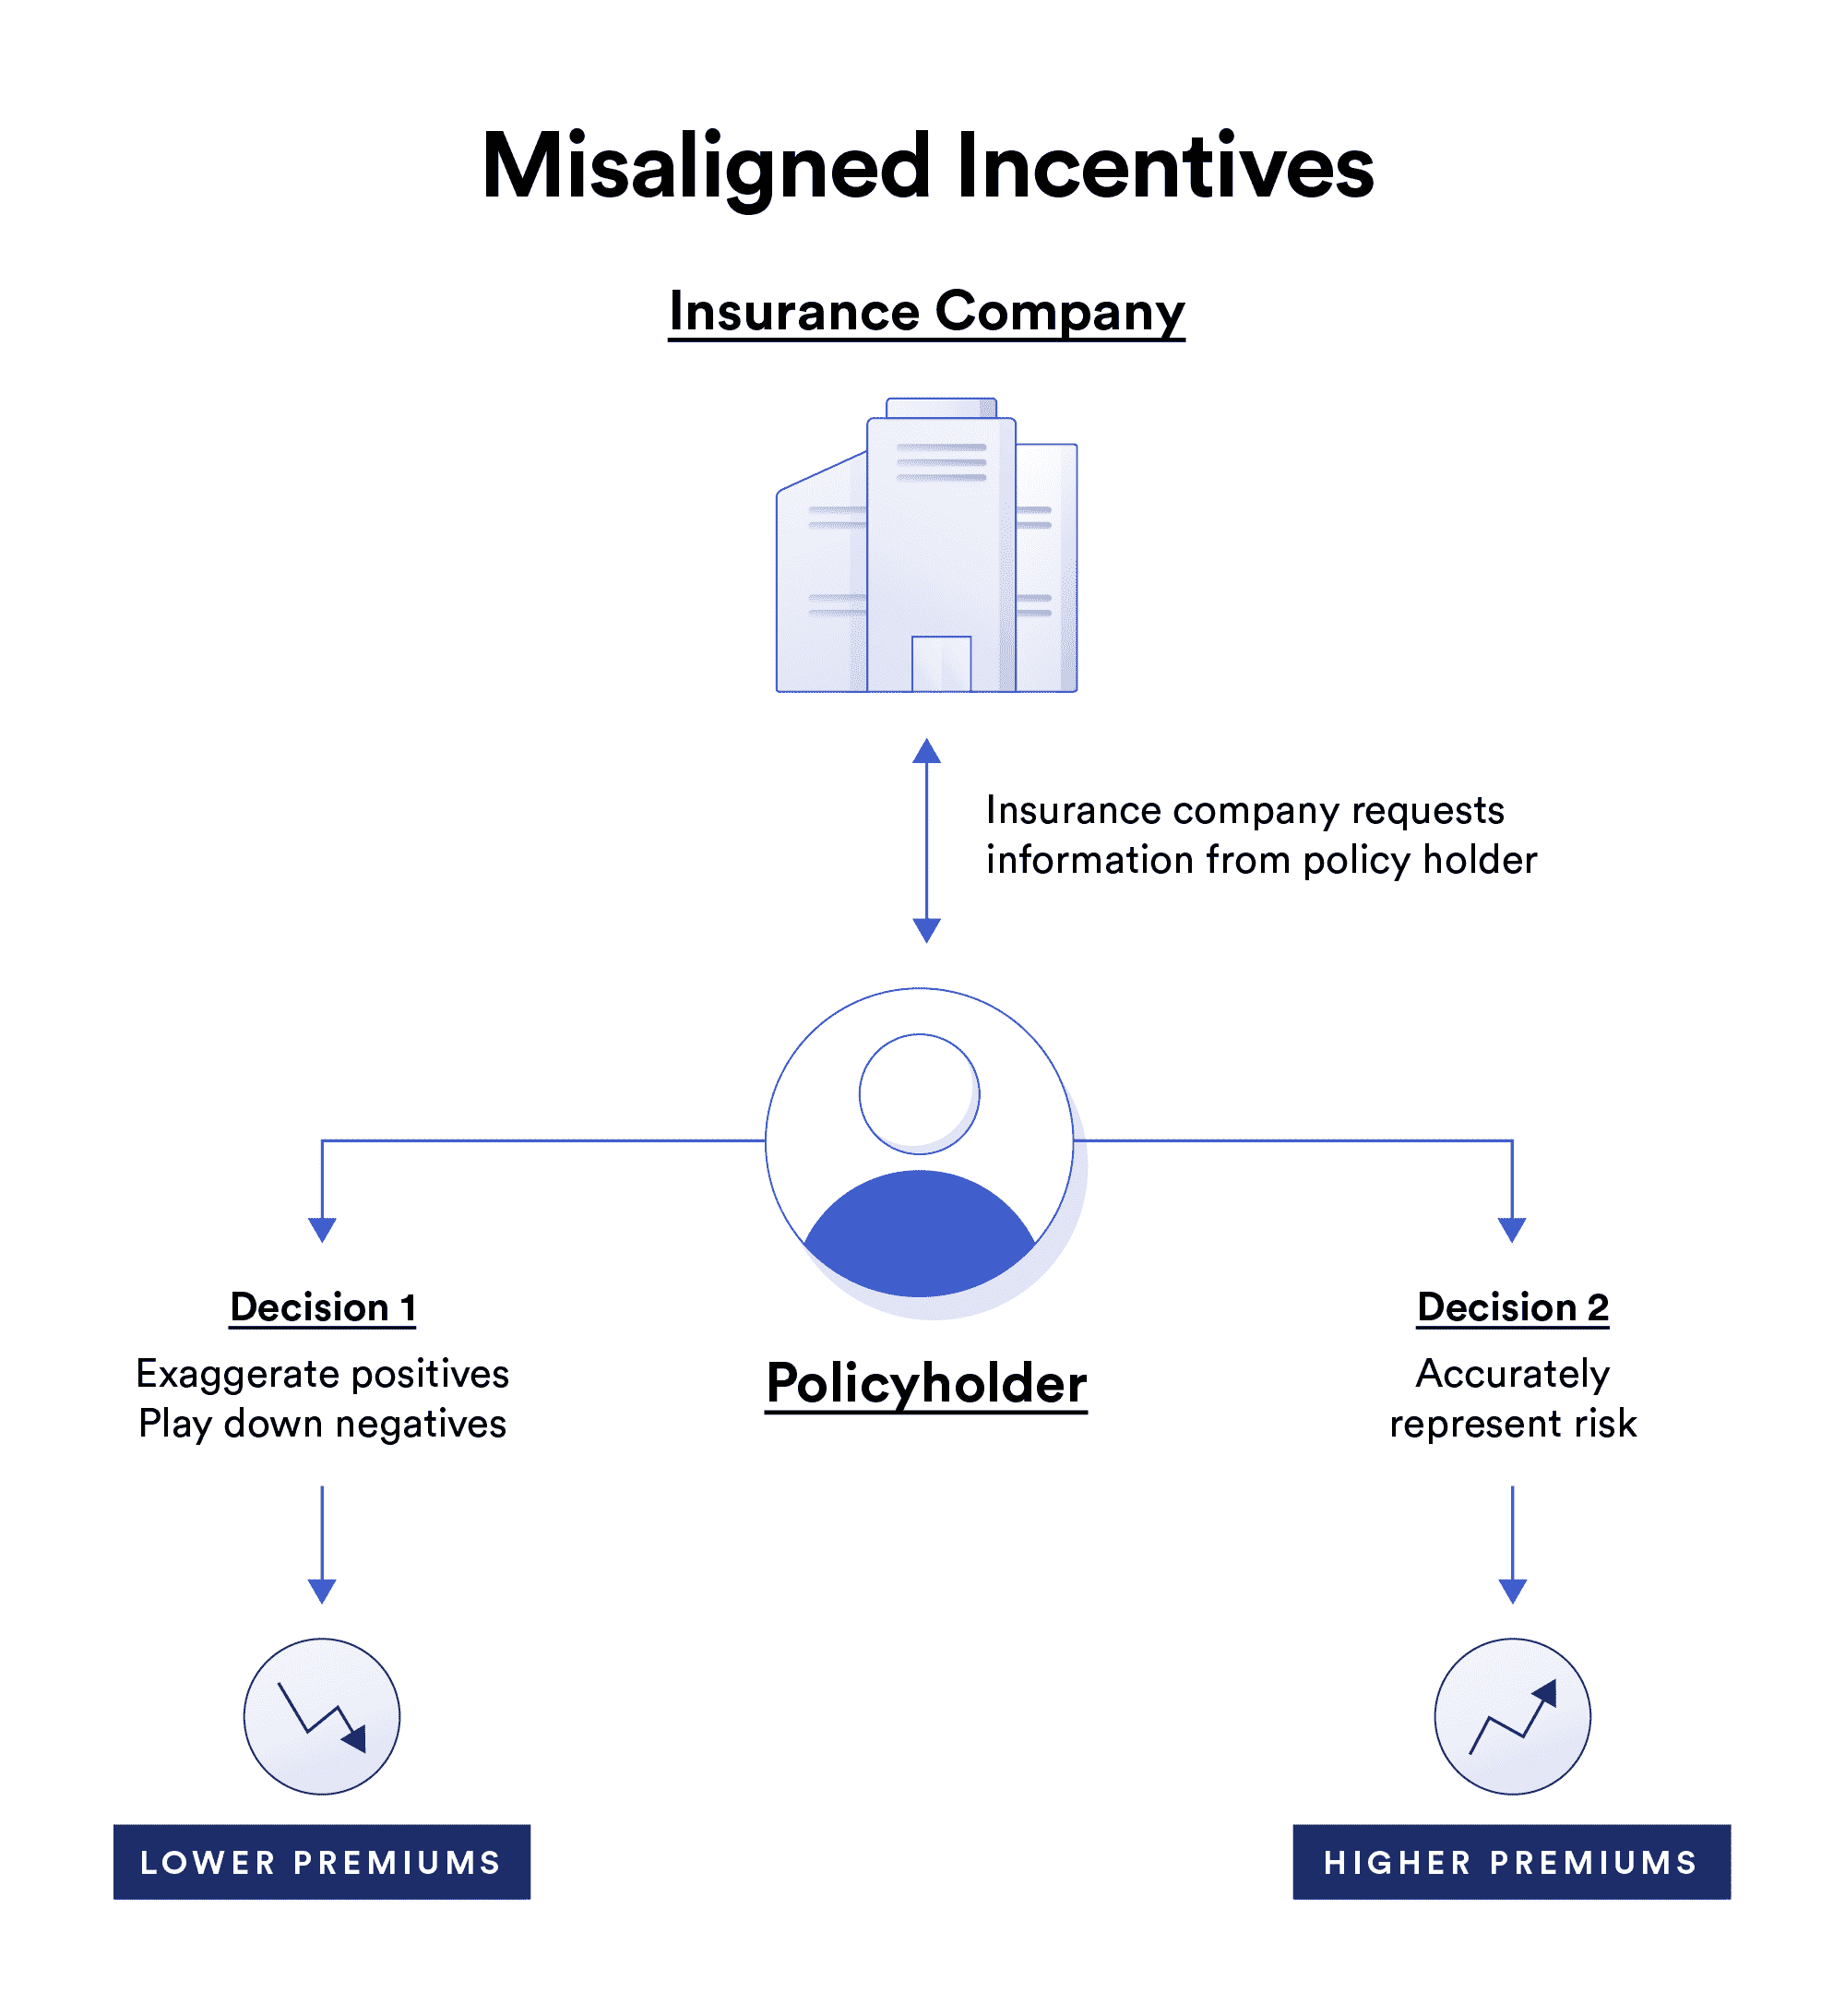 Misaligned Incentives
Insurance Company
Insurance company requests
information from policy holder
Policyholder
Decision 1
Exaggerate positives
Play down negatives
LOWER PREMIUMS
Decision 2
Accurately
represent risk
HIGHER PREMIUMS